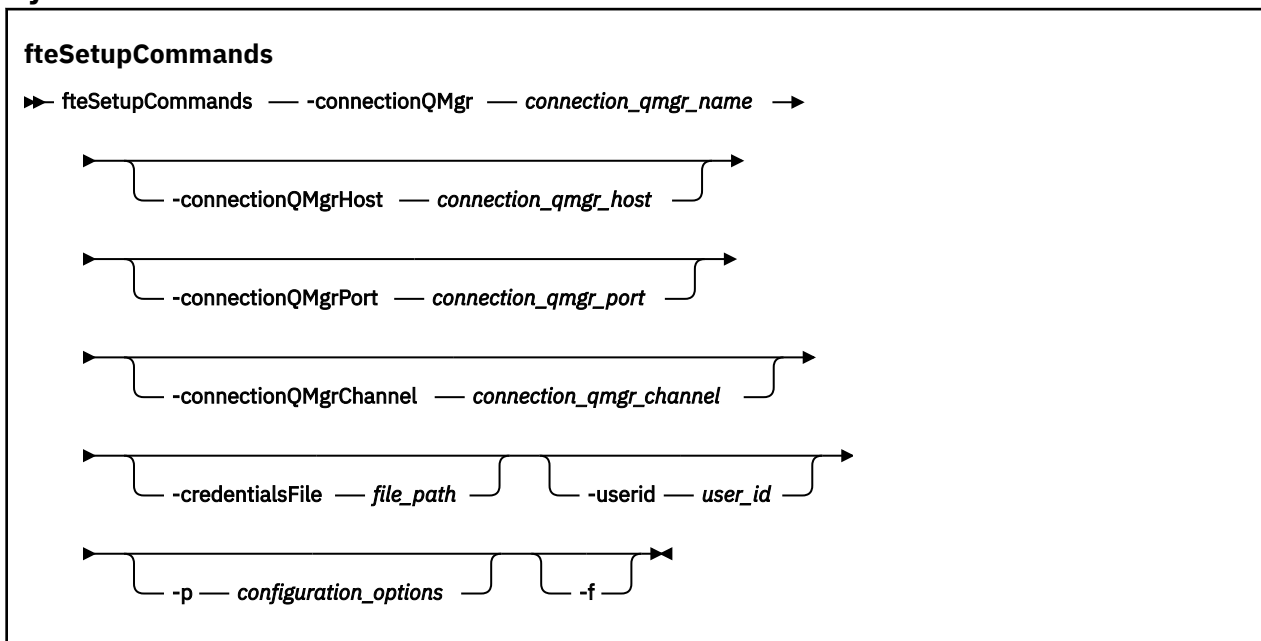 fteSetupCommands
fteSetupCommands -connectionQMgr connection_qmgr_name
-connectionQMgrHost connection_qmgr_host
-connectionQMgrPort connection_qmgr_port
-connectionQMgrChannel connection_qmgr_channel
-credentialsFile file_path -userid user_id
-p configuration_options -f